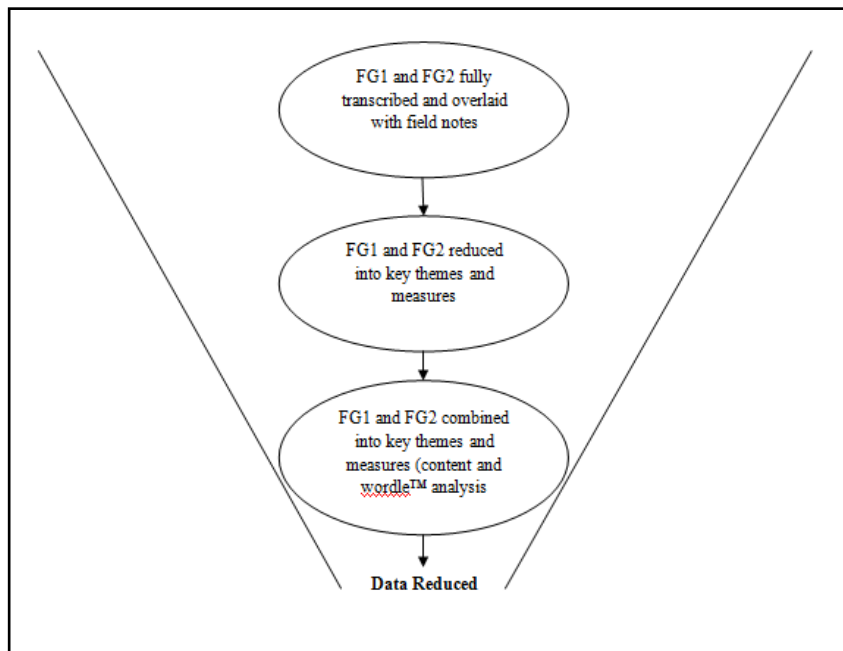 FG1 and FG2 fully
transcribed and overlaid
with field notes
FG1 and FG2 reduced
into key themes and
measures
FG1 and FG2 combined
into key themes and
measures (content and
wordle™ analysis
Data Reduced